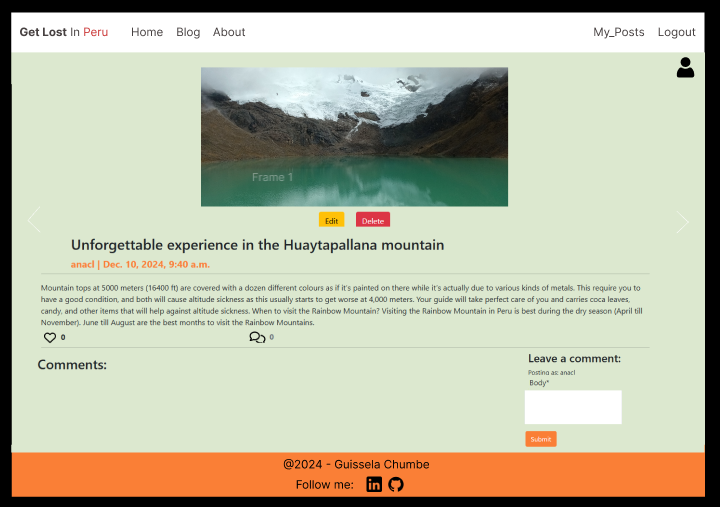 Get Lost In Peru Home Blog About My_Posts Logout
Frame 1
Edit Delete
Unforgettable experience in the Huaytapallana mountain
anacl | Dec. 10, 2024, 9:40 a.m.
Mountain tops at 5000 meters (16400 ft) are covered with a dozen different colours as if it's painted on there while it's actually due to various kinds of metals. This require you to
have a good condition, and both will cause altitude sickness as this usually starts to get worse at 4,000 meters. Your guide will take perfect care of you and carries coca leaves,
candy, and other items that will help against altitude sickness. When to visit the Rainbow Mountain? Visiting the Rainbow Mountain in Peru is best during the dry season (April till
November). June till August are the best months to visit the Rainbow Mountains.
0 0
Comments:
Leave a comment:
Posting as: anacl
Body*
Submit
@2024 - Guissela Chumbe
Follow me: